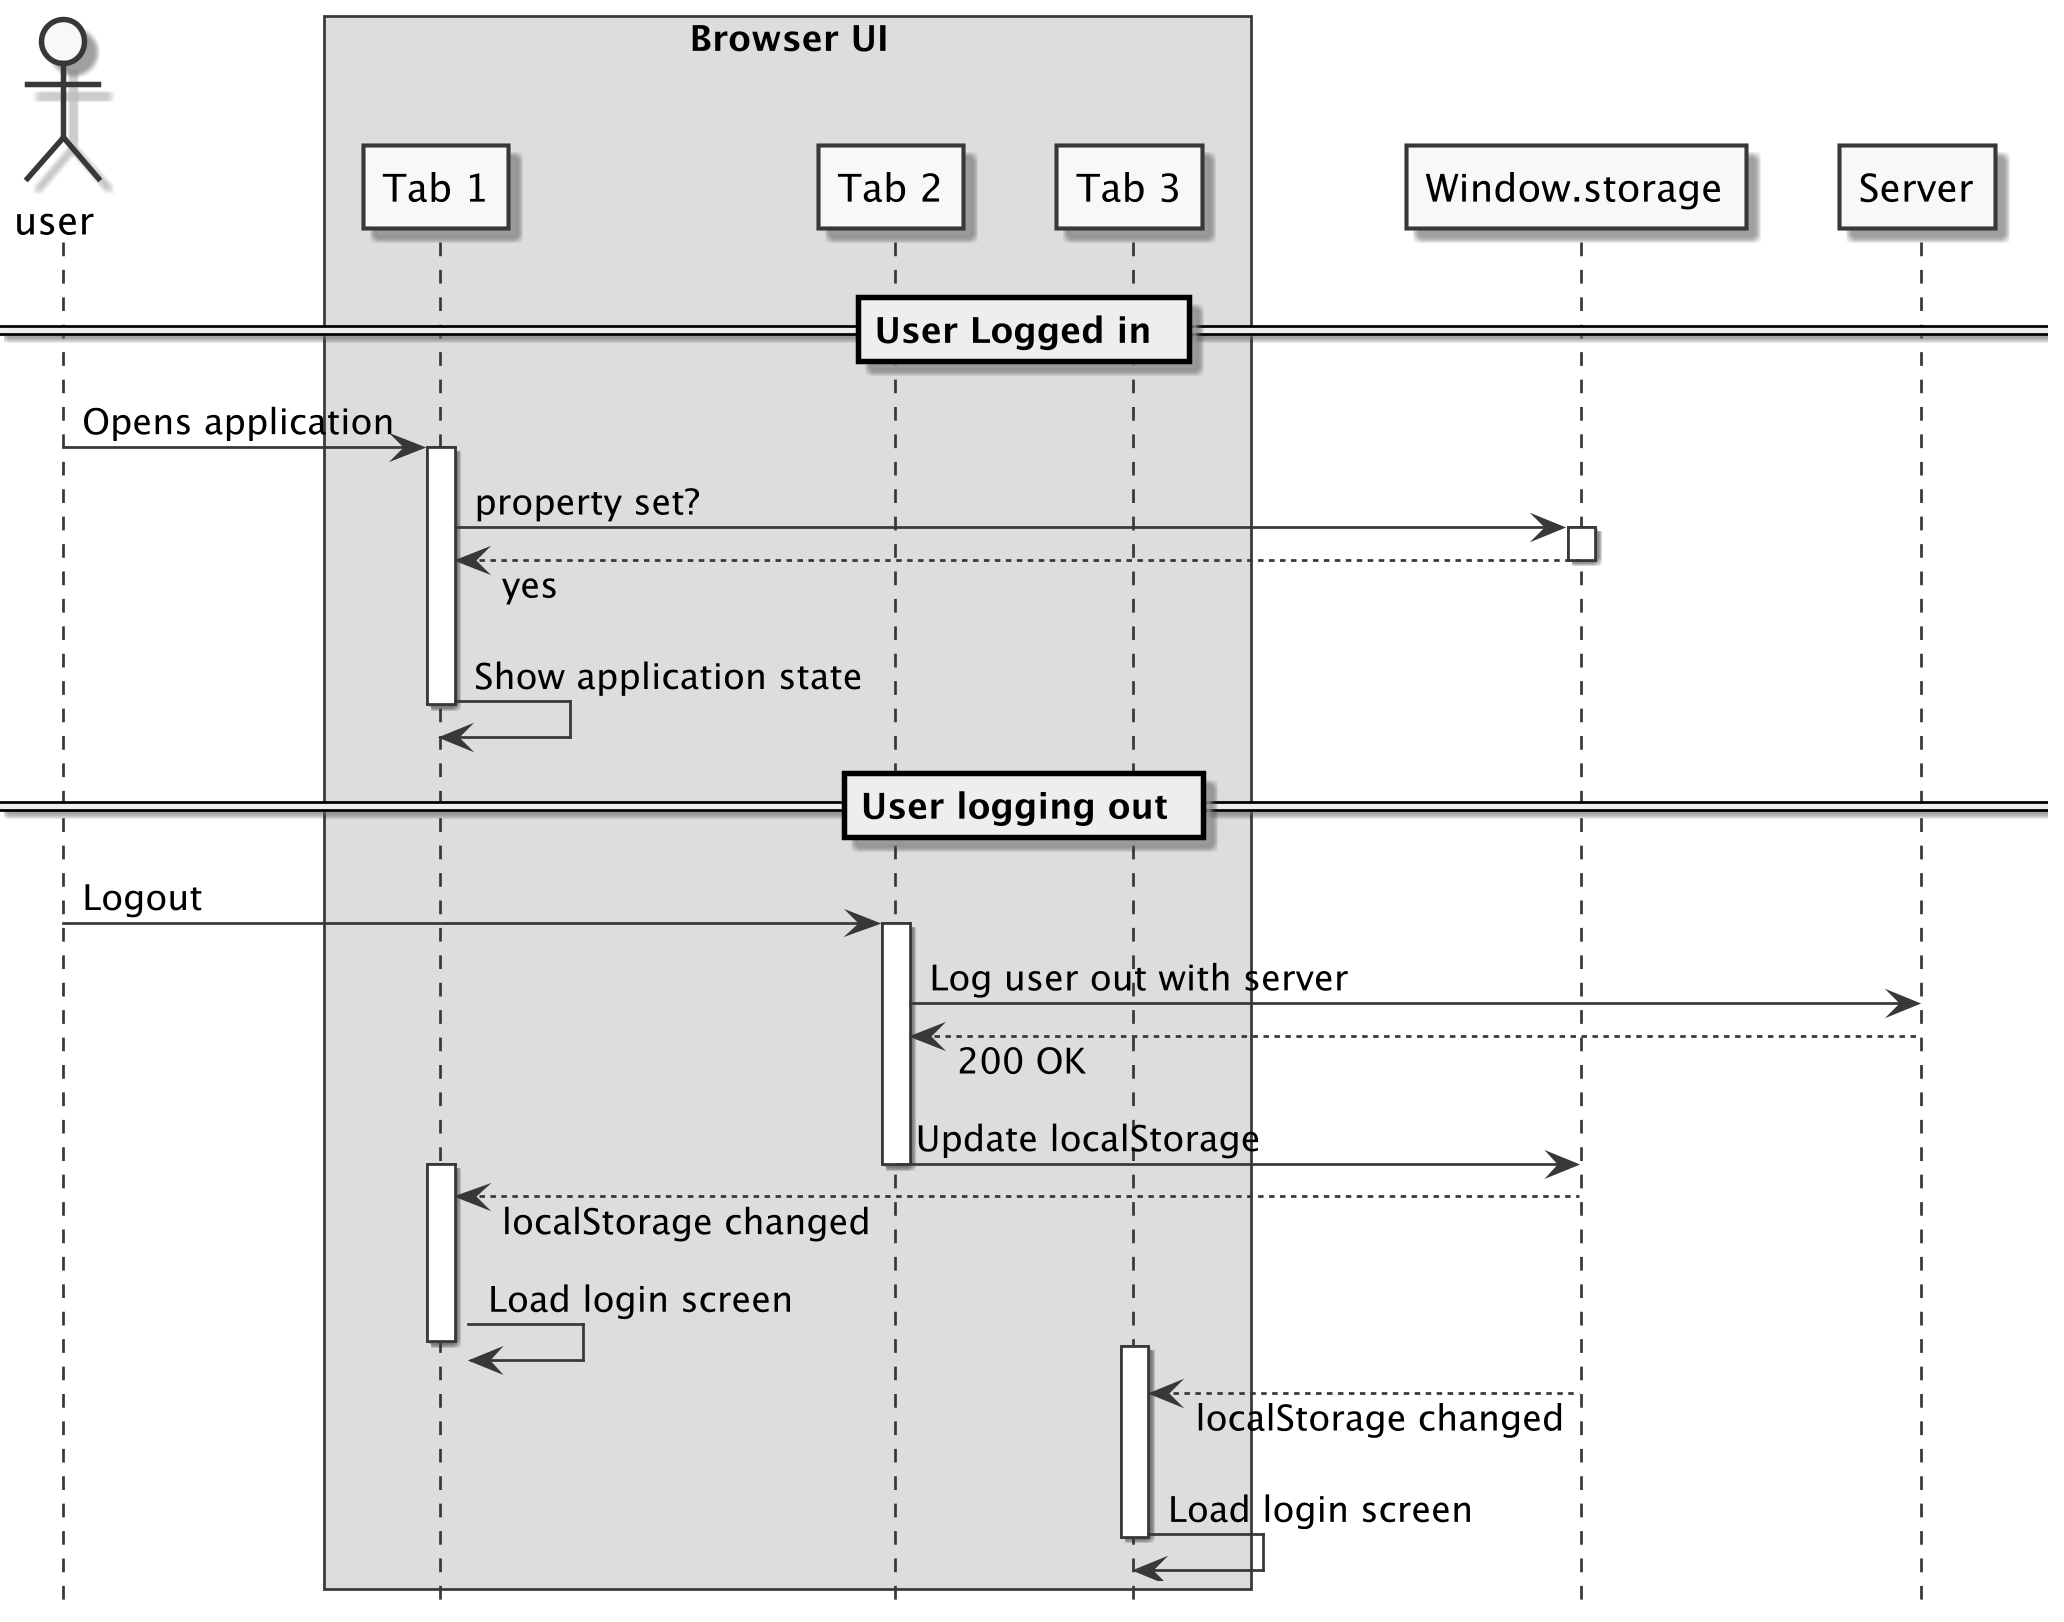 Browser UI
user
Tab 1
Tab 2
Tab 3
Window.storage
Server
User Logged in
Opens application
property set?
yes
Show application state
User logging out
Logout
Log user out with server
200 OK
Update localStorage
localStorage changed
Load login screen
localStorage changed
Load login screen